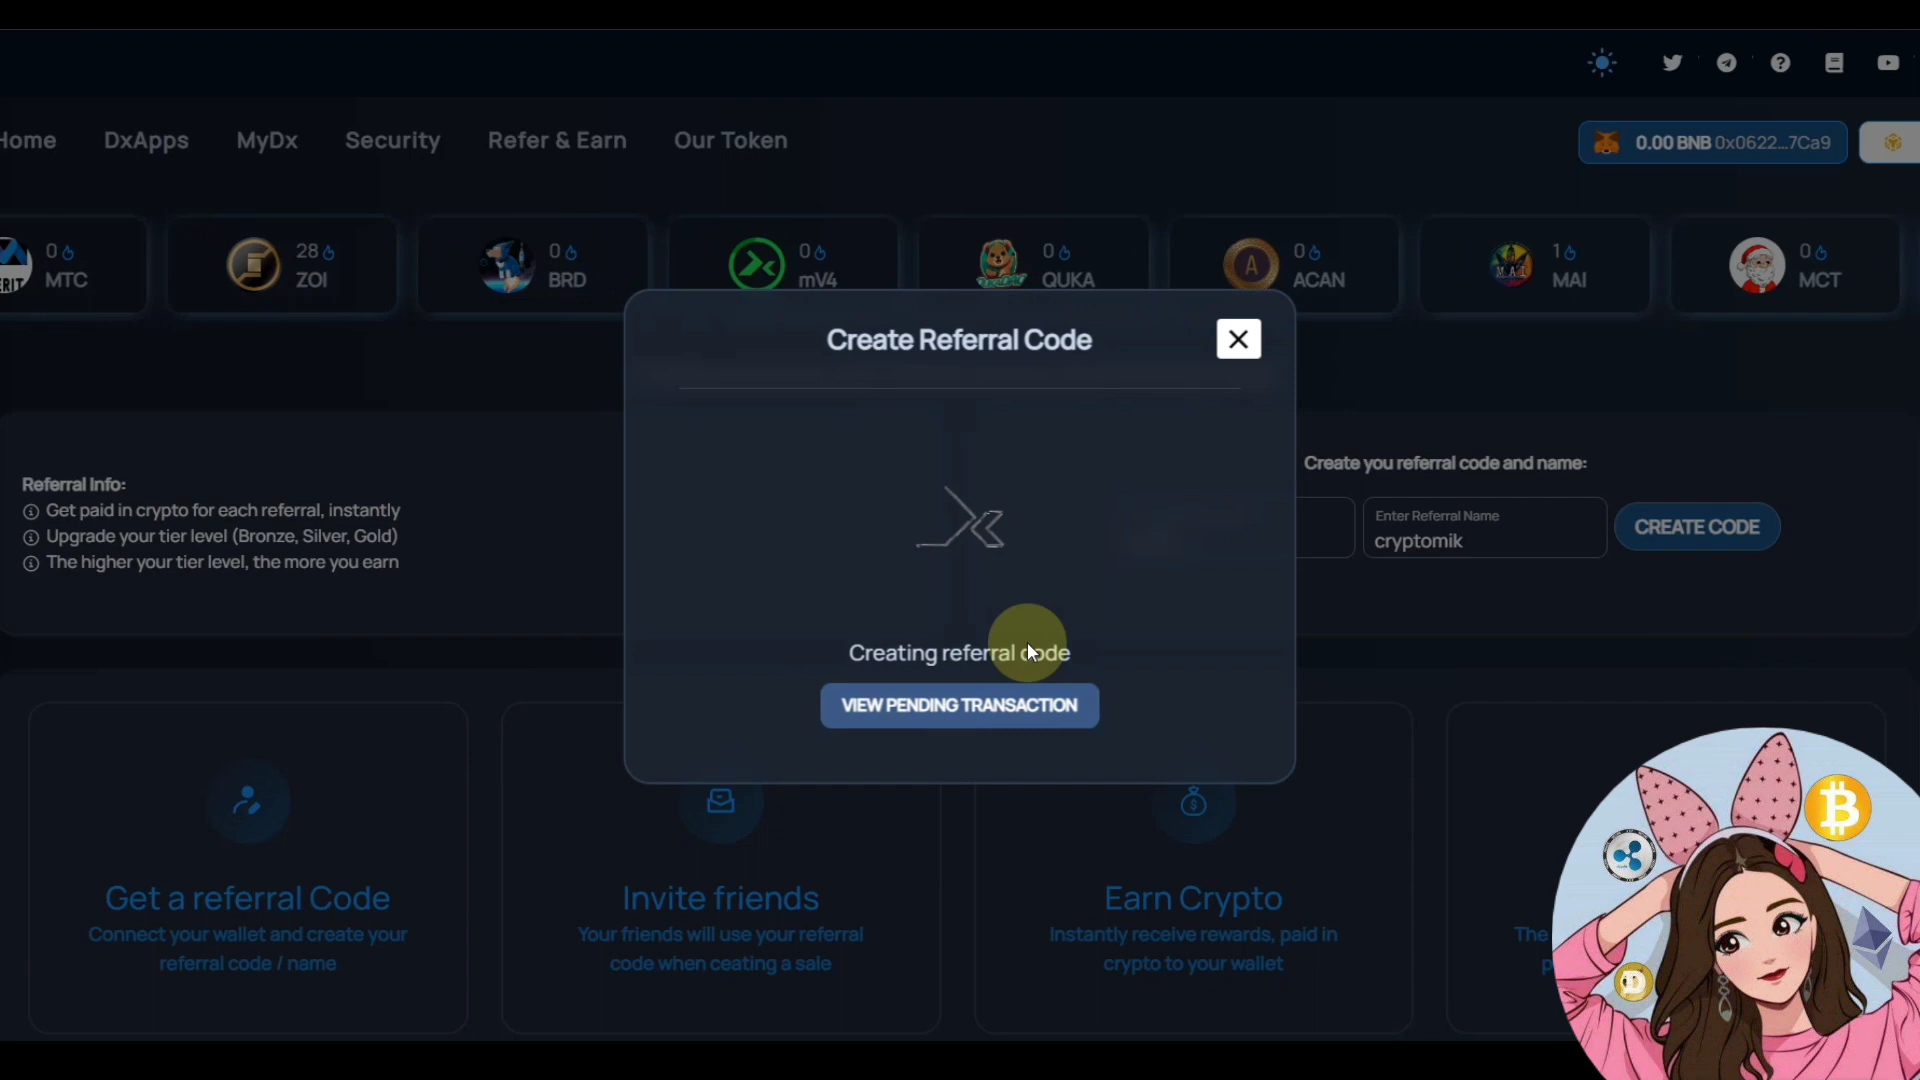 Home DxApps MyDx Security Refer & Earn Our Token
0.00 BNB 0x0622...7Ca9
0 28 0 0 0 0 1 0
MTC ZOI BRD mV4 QUKA ACAN MAI MCT
Create Referral Code
Create you referral code and name:
Referral Info:
Get paid in crypto for each referral, instantly
Upgrade your tier level (Bronze, Silver, Gold)
The higher your tier level, the more you earn
Enter Referral Name
cryptomik
CREATE CODE
Creating referral code
VIEW PENDING TRANSACTION
Get a referral Code
Connect your wallet and create your
referral code / name
Invite friends
Your friends will use your referral
code when ceating a sale
Earn Crypto
Instantly receive rewards, paid in
crypto to your wallet
The